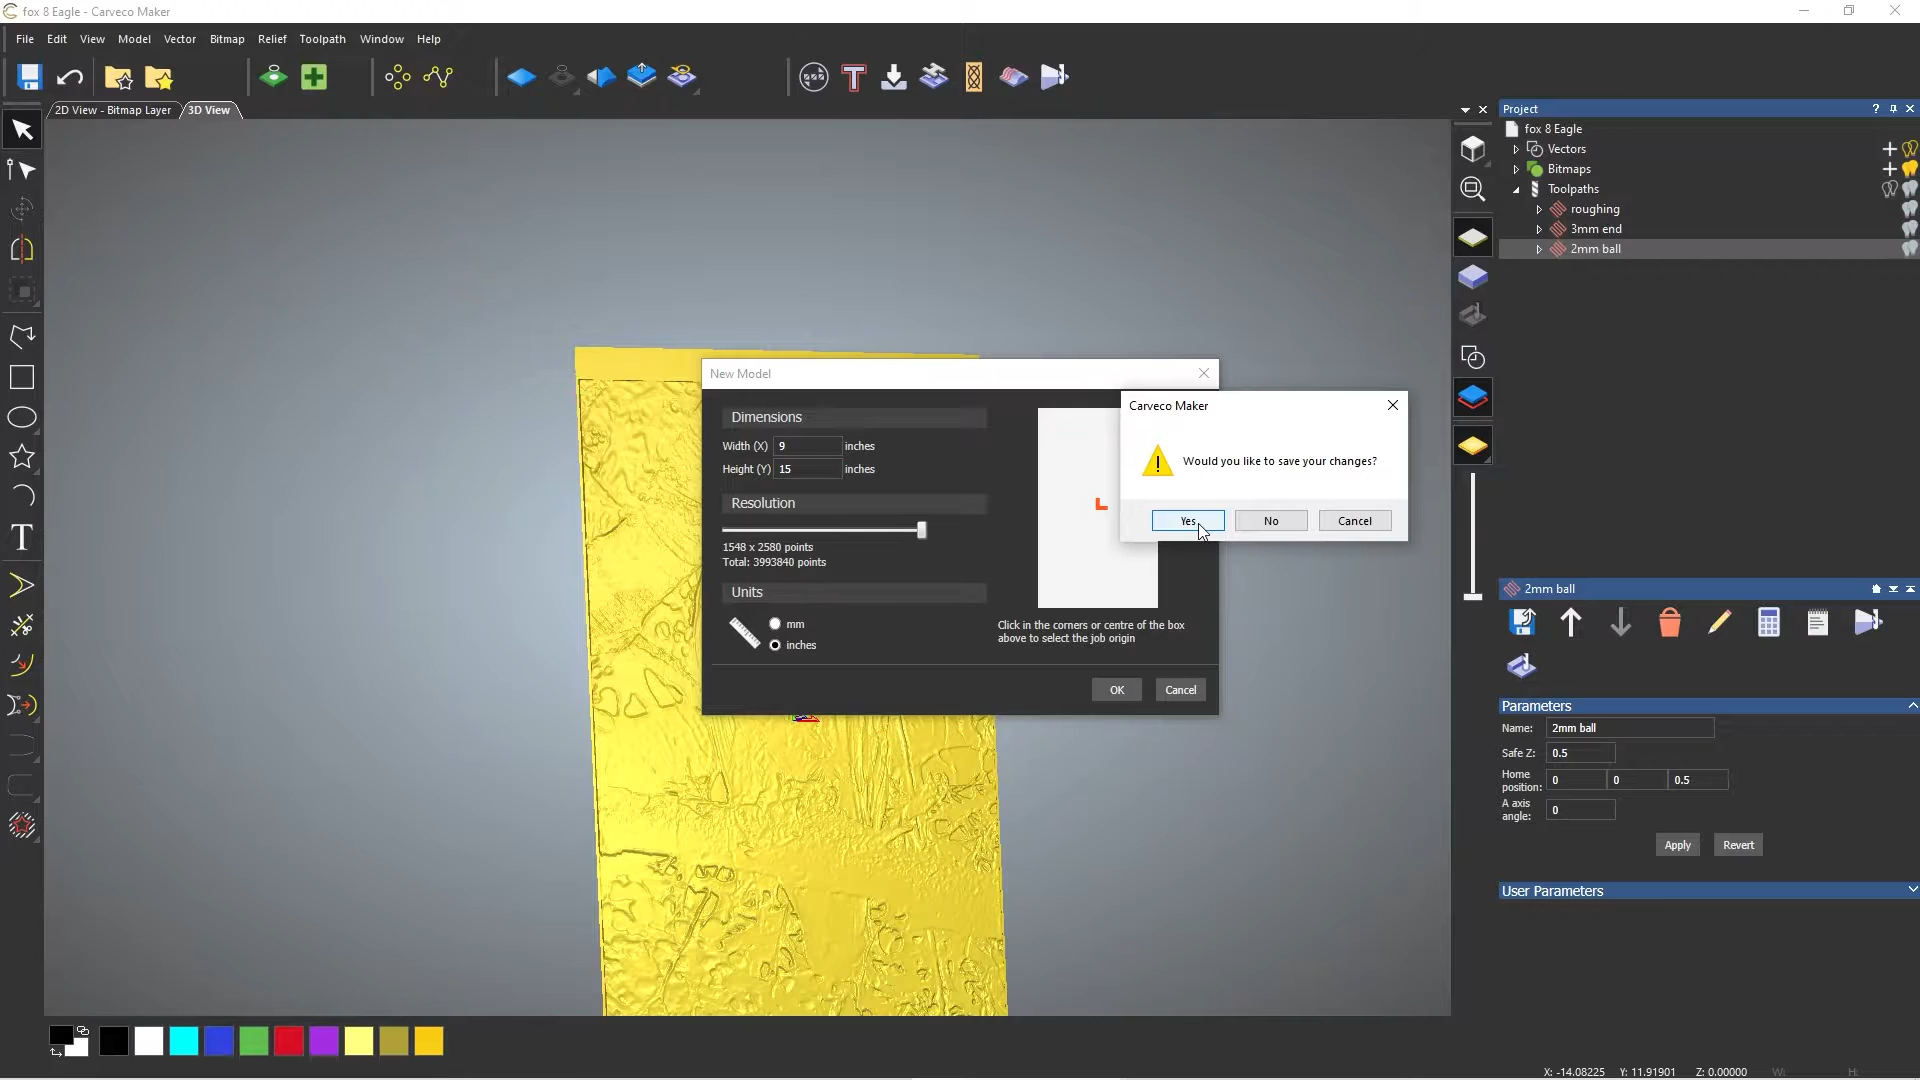 fox 8 Eagle - Carveco Maker
File Edit View Model Vector Bitmap Relief Toolpath Window Help
2D View - Bitmap Layer 3D View
Project
fox 8 Eagle
Vectors
Bitmaps
Toolpaths
roughing
3mm end
2mm ball
New Model
Dimensions
Width (X) 9 inches
Height (Y) 15 inches
Resolution
1548 x 2580 points
Total: 3993840 points
Units
mm
inches
Click in the corners or centre of the box
above to select the job origin
OK Cancel
Carveco Maker
Would you like to save your changes?
Yes No Cancel
2mm ball
Parameters
Name: 2mm ball
Safe Z: 0.5
Home
position: 0 0 0.5
A axis
angle: 0
Apply Revert
User Parameters
X: -14.08225 Y: 11.91901 Z: 0.00000 W: H: